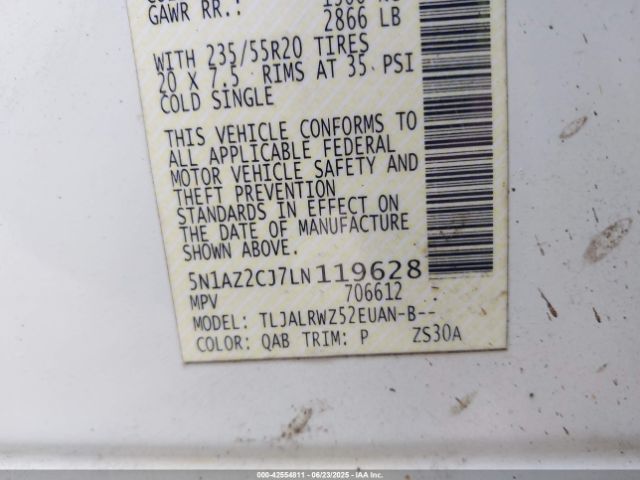 GAWR RR.:
2866 LB
WITH 235/55R20 TIRES
20 X 7.5 RIMS AT 35 PSI
COLD SINGLE
THIS VEHICLE CONFORMS TO
ALL APPLICABLE FEDERAL
MOTOR VEHICLE SAFETY AND
THEFT PREVENTION
STANDARDS IN EFFECT ON
THE DATE OF MANUFACTURE
SHOWN ABOVE.
5N1AZ2CJ7LN119628
MPV 706612
MODEL: TLJALRWZ52EUAN-B--
COLOR: QAB TRIM: P ZS30A
000-42554811 - 06/23/2025 - IAA Inc.